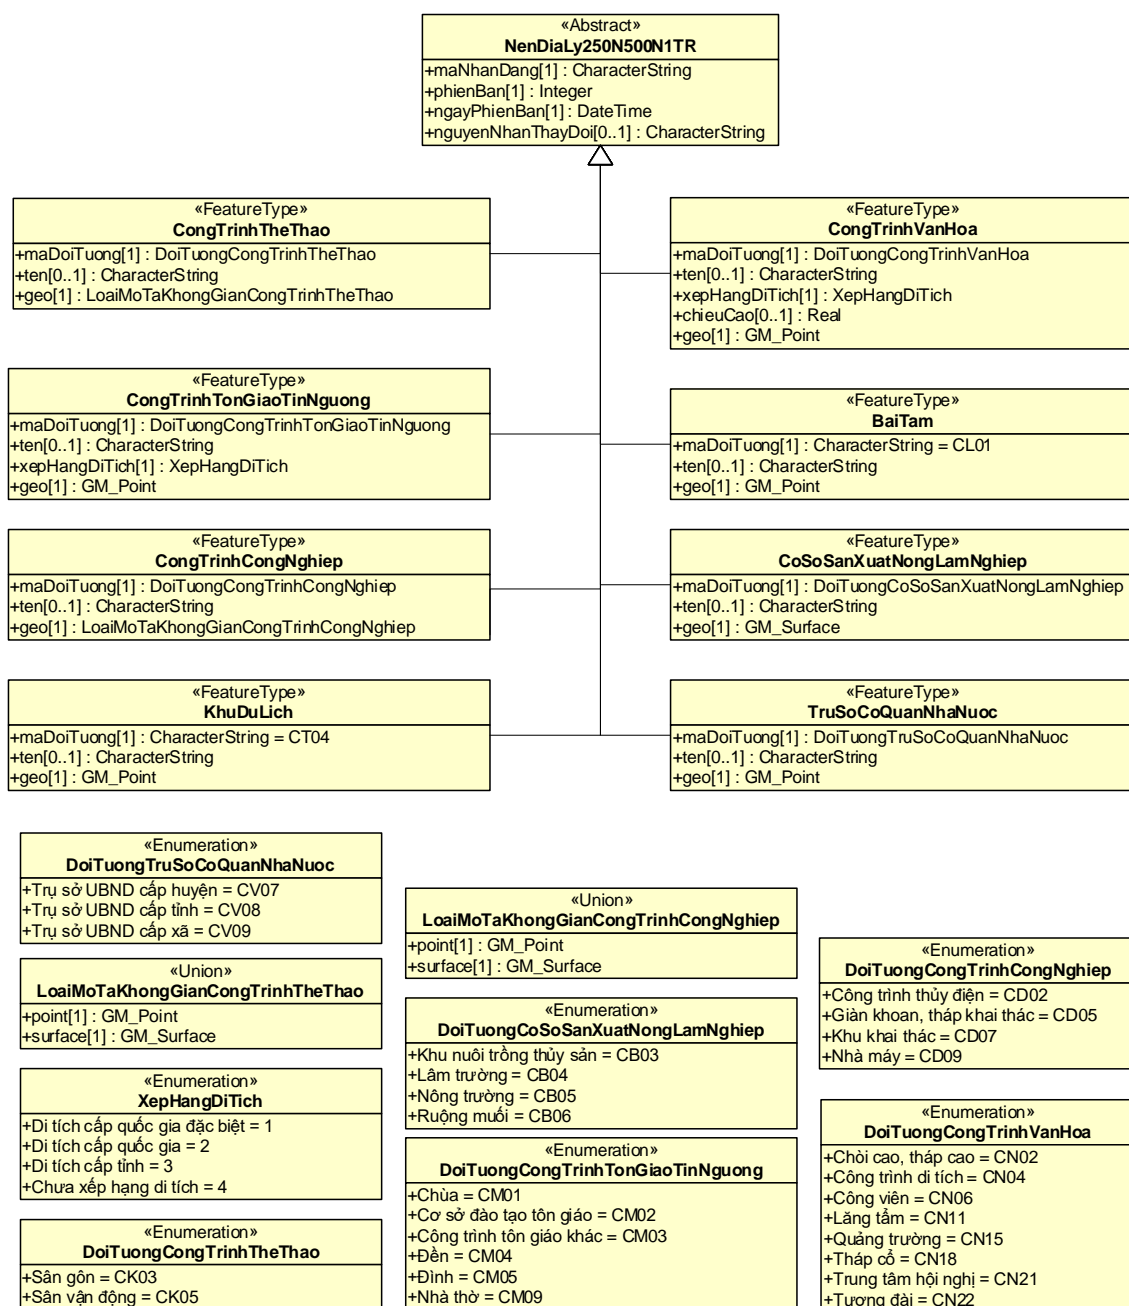 «Abstract»
NenDiaLy250N500N1TR
+maNhanDang[1] : CharacterString
+phienBan[1] : Integer
+ngayPhienBan[1] : DateTime
+nguyenNhanThayDoi[0..1] : CharacterString
«FeatureType»
CongTrinhTheThao
+maDoiTuong[1] : DoiTuongCongTrinhTheThao
+ten[0..1] : CharacterString
+geo[1] : LoaiMoTaKhongGianCongTrinhTheThao
«FeatureType»
CongTrinhVanHoa
+maDoiTuong[1] : DoiTuongCongTrinhVanHoa
+ten[0..1] : CharacterString
+xepHangDiTich[1] : XepHangDiTich
+chieuCao[0..1] : Real
+geo[1] : GM_Point
«FeatureType»
CongTrinhTonGiaoTinNguong
+maDoiTuong[1] : DoiTuongCongTrinhTonGiaoTinNguong
+ten[0..1] : CharacterString
+xepHangDiTich[1] : XepHangDiTich
+geo[1] : GM_Point
«FeatureType»
BaiTam
+maDoiTuong[1] : CharacterString = CL01
+ten[0..1] : CharacterString
+geo[1] : GM_Point
«FeatureType»
CongTrinhCongNghiep
+maDoiTuong[1] : DoiTuongCongTrinhCongNghiep
+ten[0..1] : CharacterString
+geo[1] : LoaiMoTaKhongGianCongTrinhCongNghiep
«FeatureType»
CoSoSanXuatNongLamNghiep
+maDoiTuong[1] : DoiTuongCoSoSanXuatNongLamNghiep
+ten[0..1] : CharacterString
+geo[1] : GM_Surface
«FeatureType»
KhuDuLich
+maDoiTuong[1] : CharacterString = CT04
+ten[0..1] : CharacterString
+geo[1] : GM_Point
«FeatureType»
TruSoCoQuanNhaNuoc
+maDoiTuong[1] : DoiTuongTruSoCoQuanNhaNuoc
+ten[0..1] : CharacterString
+geo[1] : GM_Point
«Enumeration»
DoiTuongTruSoCoQuanNhaNuoc
+Trụ sở UBND cấp huyện = CV07
+Trụ sở UBND cấp tỉnh = CV08
+Trụ sở UBND cấp xã = CV09
«Union»
LoaiMoTaKhongGianCongTrinhTheThao
+point[1] : GM_Point
+surface[1] : GM_Surface
«Enumeration»
XepHangDiTich
+Di tích cấp quốc gia đặc biệt = 1
+Di tích cấp quốc gia = 2
+Di tích cấp tỉnh = 3
+Chưa xếp hạng di tích = 4
«Enumeration»
DoiTuongCongTrinhTheThao
+Sân gôn = CK03
+Sân vận động = CK05
«Union»
LoaiMoTaKhongGianCongTrinhCongNghiep
+point[1] : GM_Point
+surface[1] : GM_Surface
«Enumeration»
DoiTuongCoSoSanXuatNongLamNghiep
+Khu nuôi trồng thủy sản = CB03
+Lâm trường = CB04
+Nông trường = CB05
+Ruộng muối = CB06
«Enumeration»
DoiTuongCongTrinhTonGiaoTinNguong
+Chùa = CM01
+Cơ sở đào tạo tôn giáo = CM02
+Công trình tôn giáo khác = CM03
+Đền = CM04
+Đình = CM05
+Nhà thờ = CM09
«Enumeration»
DoiTuongCongTrinhCongNghiep
+Công trình thủy điện = CD02
+Giàn khoan, tháp khai thác = CD05
+Khu khai thác = CD07
+Nhà máy = CD09
«Enumeration»
DoiTuongCongTrinhVanHoa
+Chòi cao, tháp cao = CN02
+Công trình di tích = CN04
+Công viên = CN06
+Lăng tẩm = CN11
+Quảng trường = CN15
+Tháp cổ = CN18
+Trung tâm hội nghị = CN21
+Tượng đài = CN22